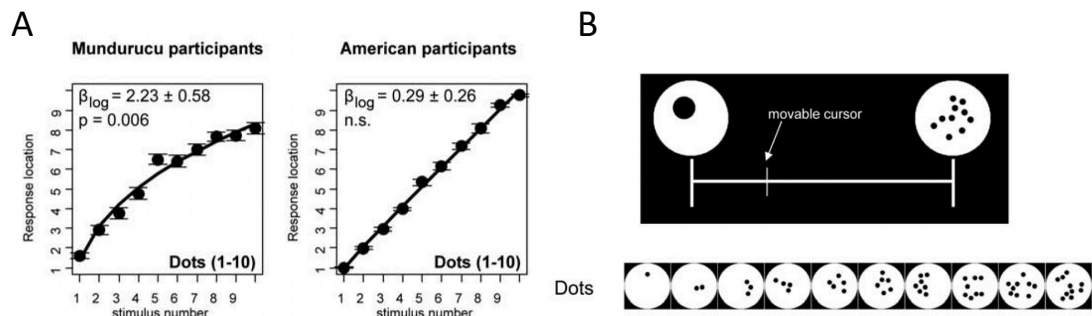 A
Mundurucu participants
Response location
1 2 3 4 5 6 7 8 9
βlog = 2.23 ± 0.58
p = 0.006
Dots (1-10)
1 2 3 4 5 6 7 8 9
stimulus number
American participants
Response location
1 2 3 4 5 6 7 8 9
βlog = 0.29 ± 0.26
n.s.
Dots (1-10)
1 2 3 4 5 6 7 8 9
stimulus number
B
movable cursor
Dots